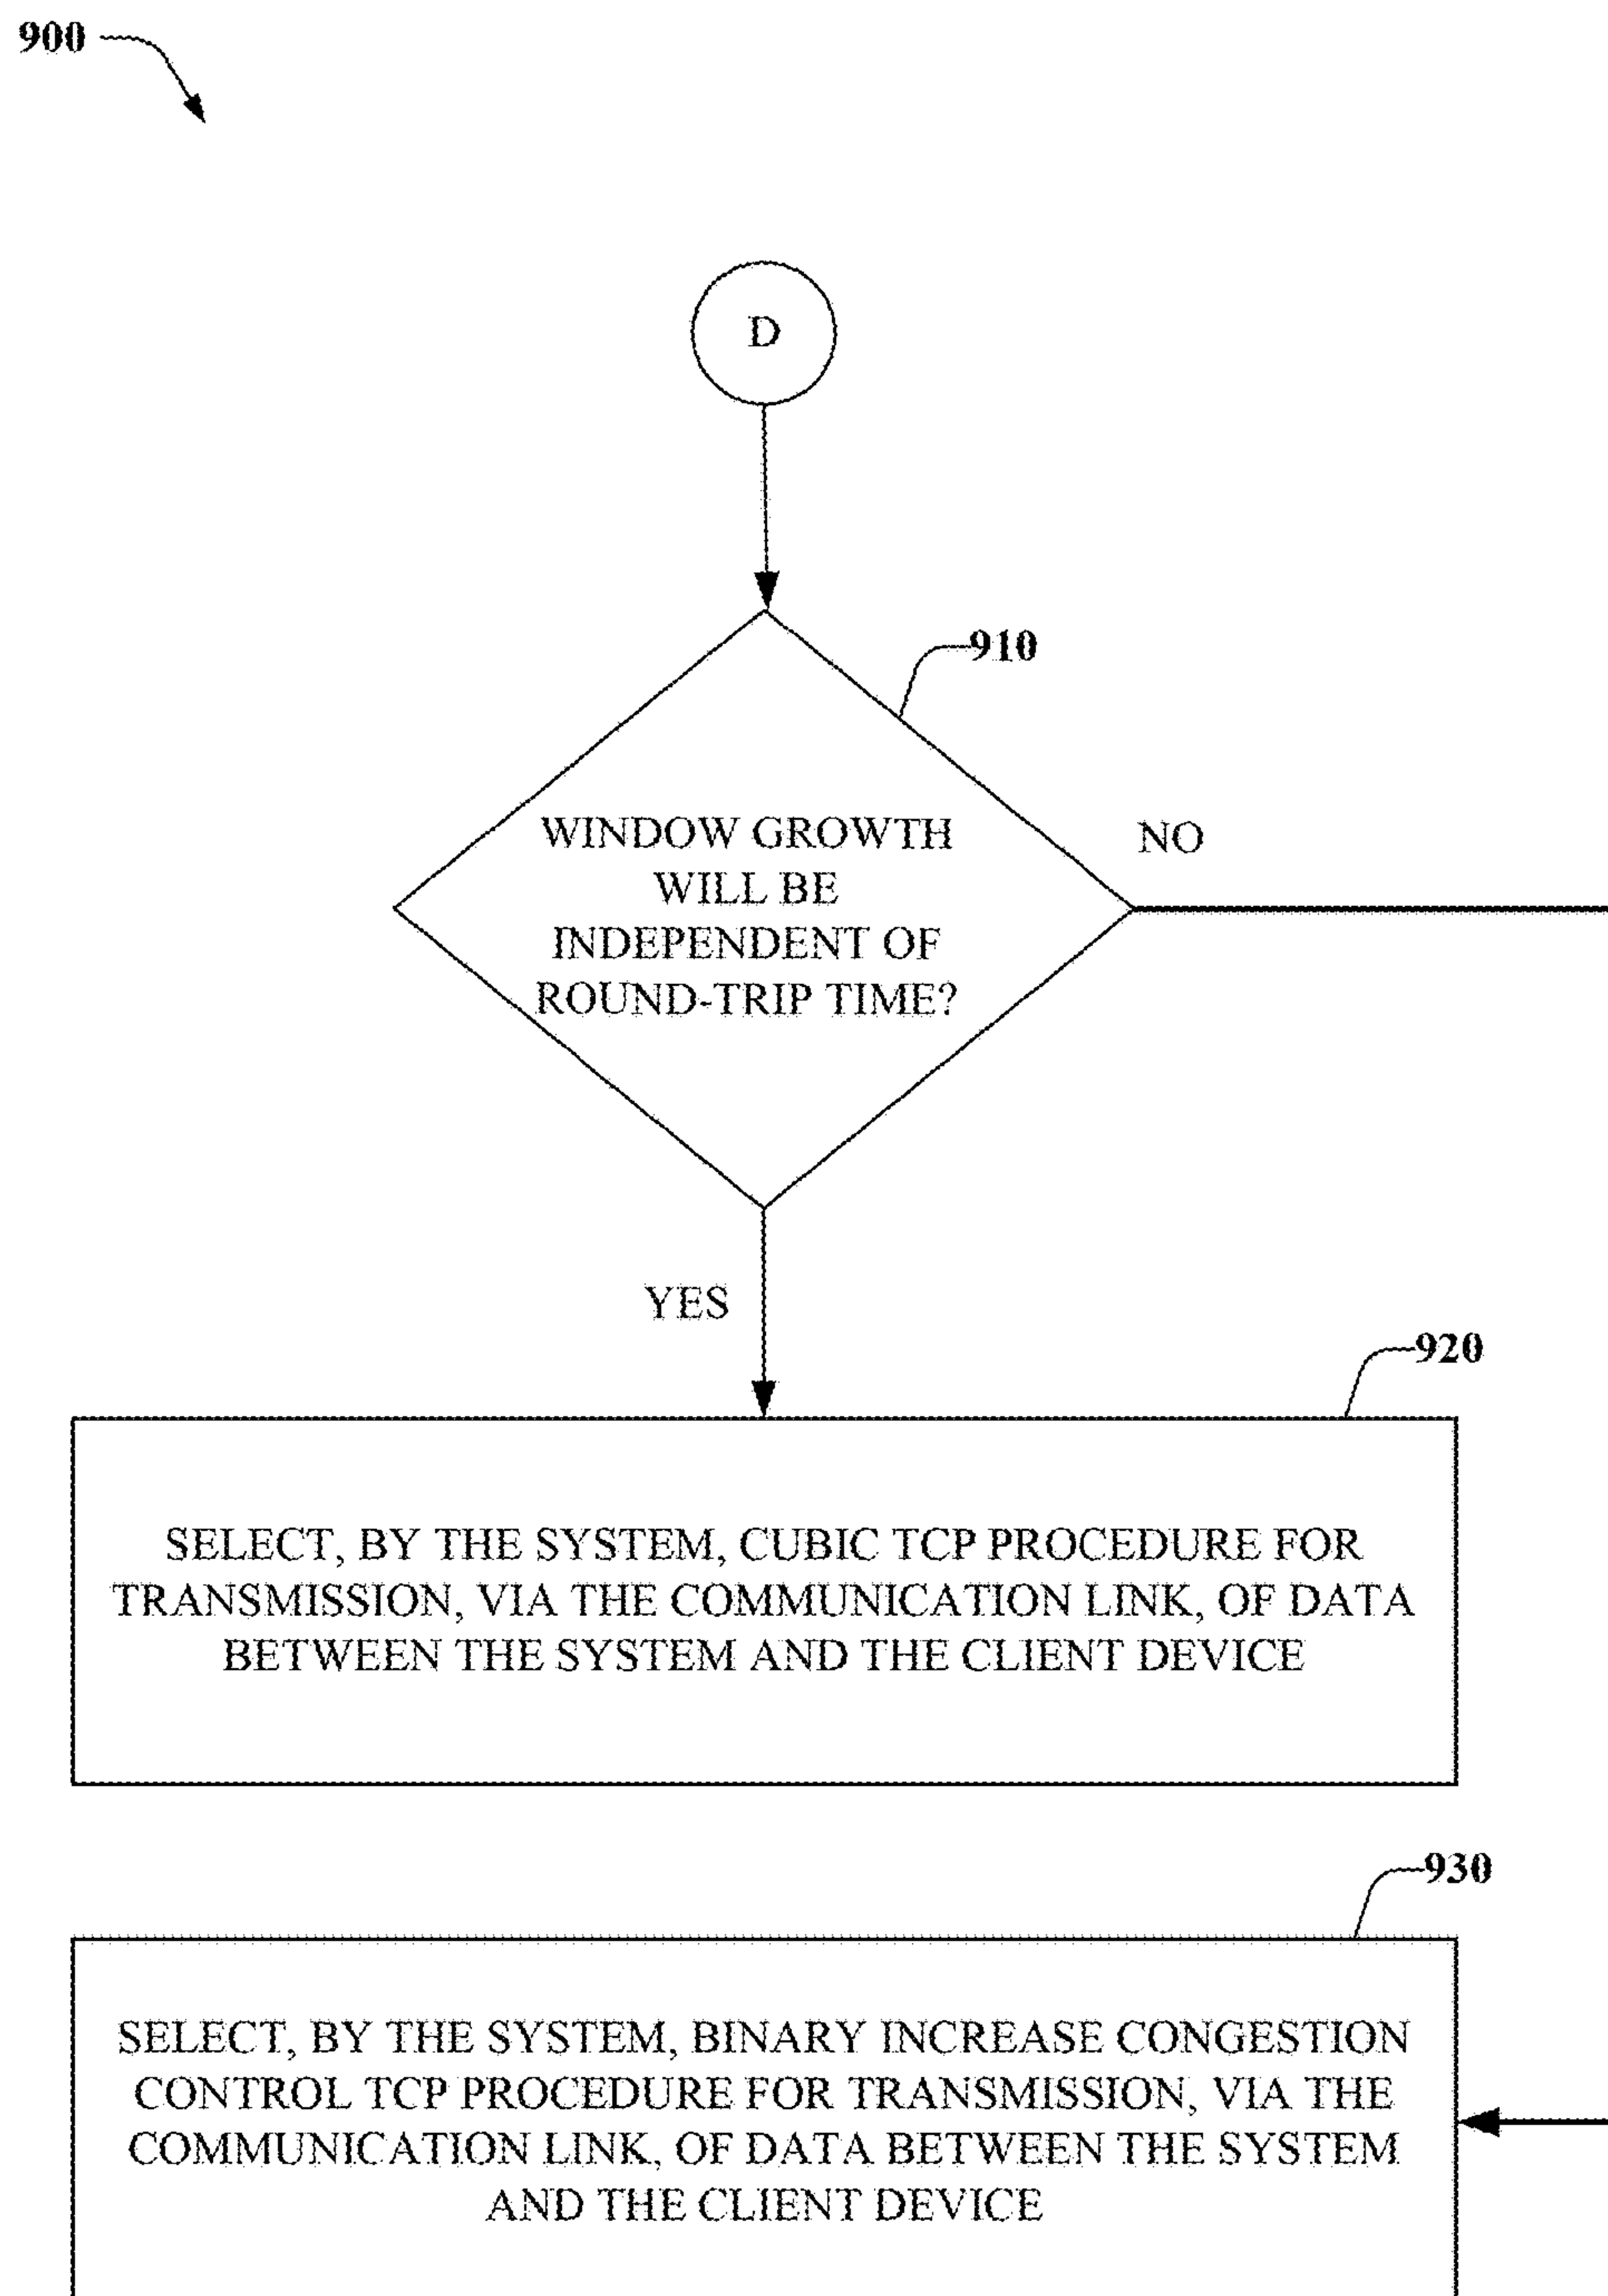 900
D
910
WINDOW GROWTH
WILL BE
INDEPENDENT OF
ROUND-TRIP TIME?
NO
YES
920
SELECT, BY THE SYSTEM, CUBIC TCP PROCEDURE FOR
TRANSMISSION, VIA THE COMMUNICATION LINK, OF DATA
BETWEEN THE SYSTEM AND THE CLIENT DEVICE
930
SELECT, BY THE SYSTEM, BINARY INCREASE CONGESTION
CONTROL TCP PROCEDURE FOR TRANSMISSION, VIA THE
COMMUNICATION LINK, OF DATA BETWEEN THE SYSTEM
AND THE CLIENT DEVICE